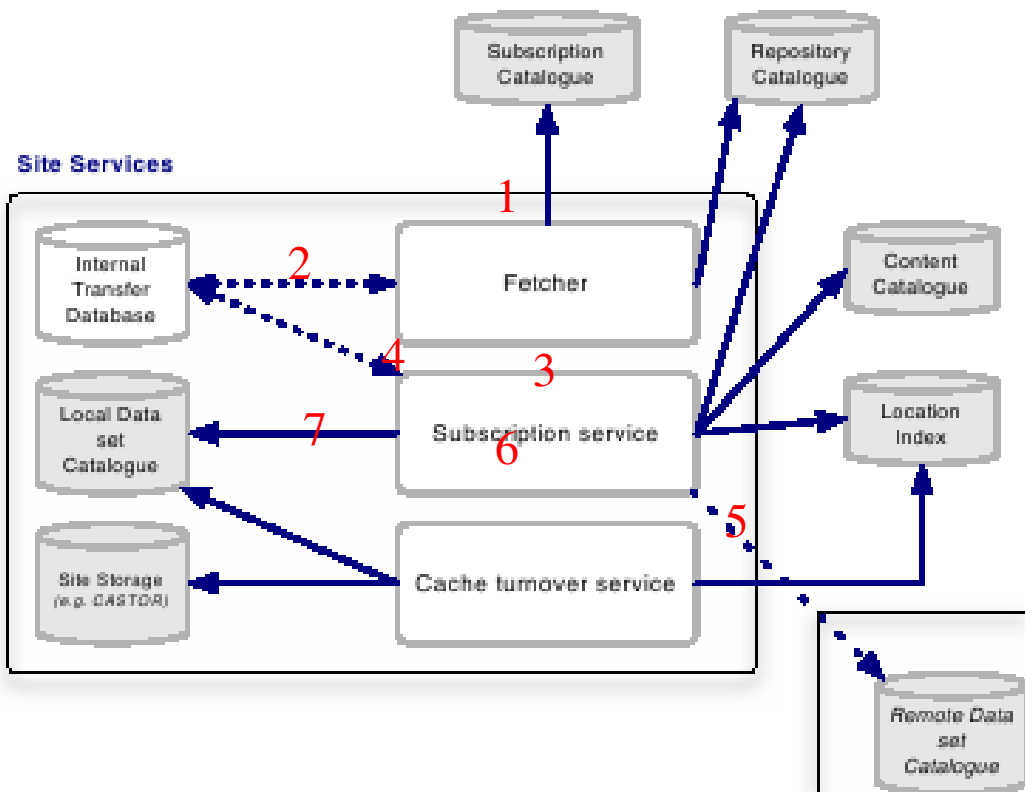 Subscription
Catalogue
Repository
Catalogue
Site Services
1
Internal
Transfer
Database
2
Fetcher
Content
Catalogue
4
3
Local Data
set
Catalogue
7
Subscription service
6
Location
Index
5
Site Storage
(e.g. CASTOR)
Cache turnover service
Remote Data
set
Catalogue